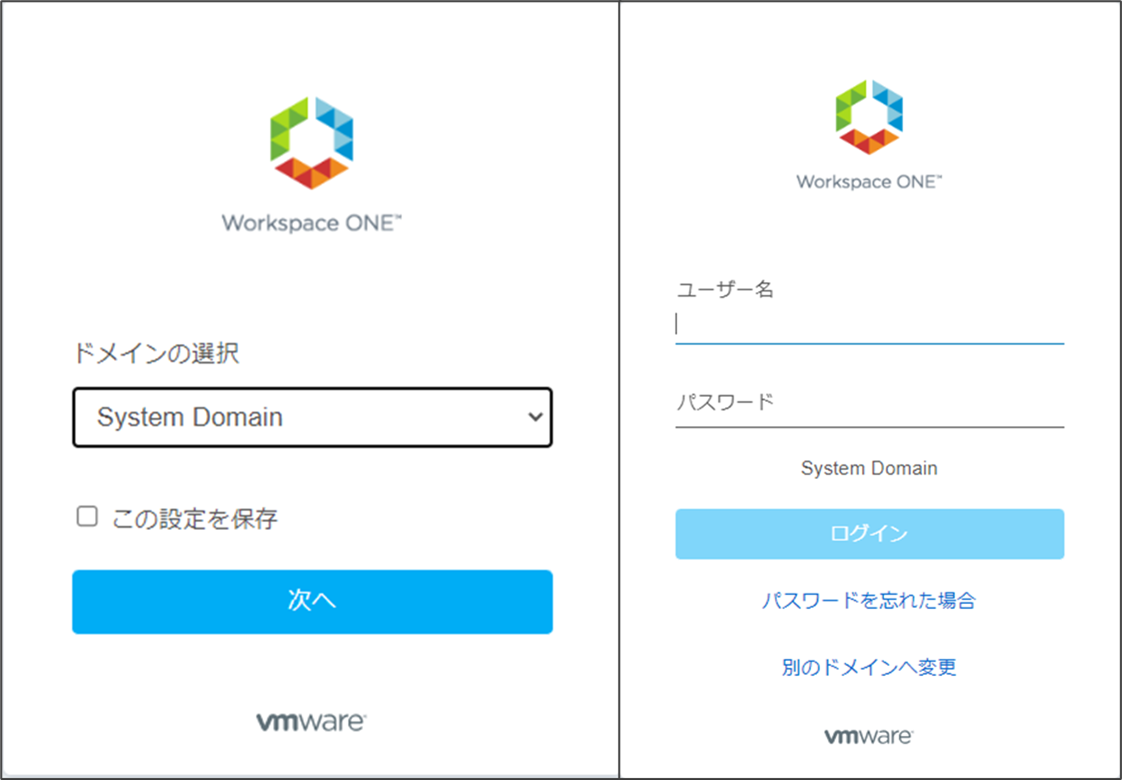 Workspace ONE™
ドメインの選択
System Domain
この設定を保存
次へ
vmware®
Workspace ONE™
ユーザー名
パスワード
System Domain
ログイン
パスワードを忘れた場合
別のドメインへ変更
vmware®